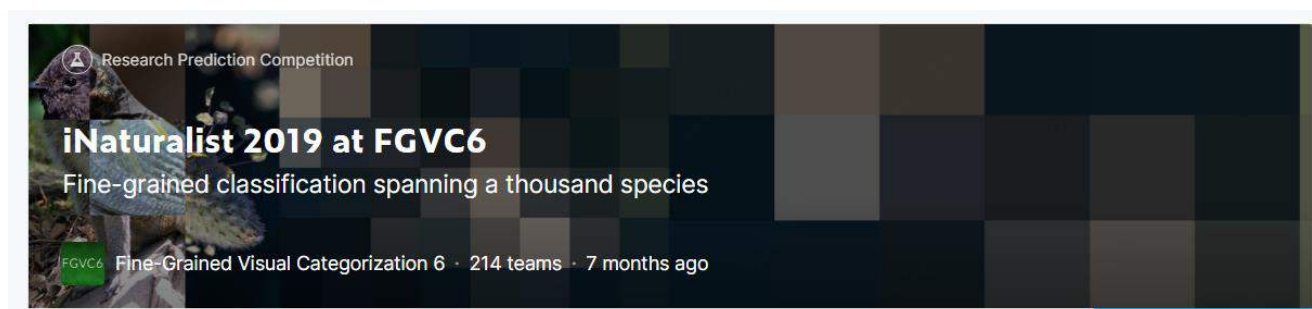 Research Prediction Competition
iNaturalist 2019 at FGVC6
Fine-grained classification spanning a thousand species
FGVC6 Fine-Grained Visual Categorization 6 · 214 teams · 7 months ago